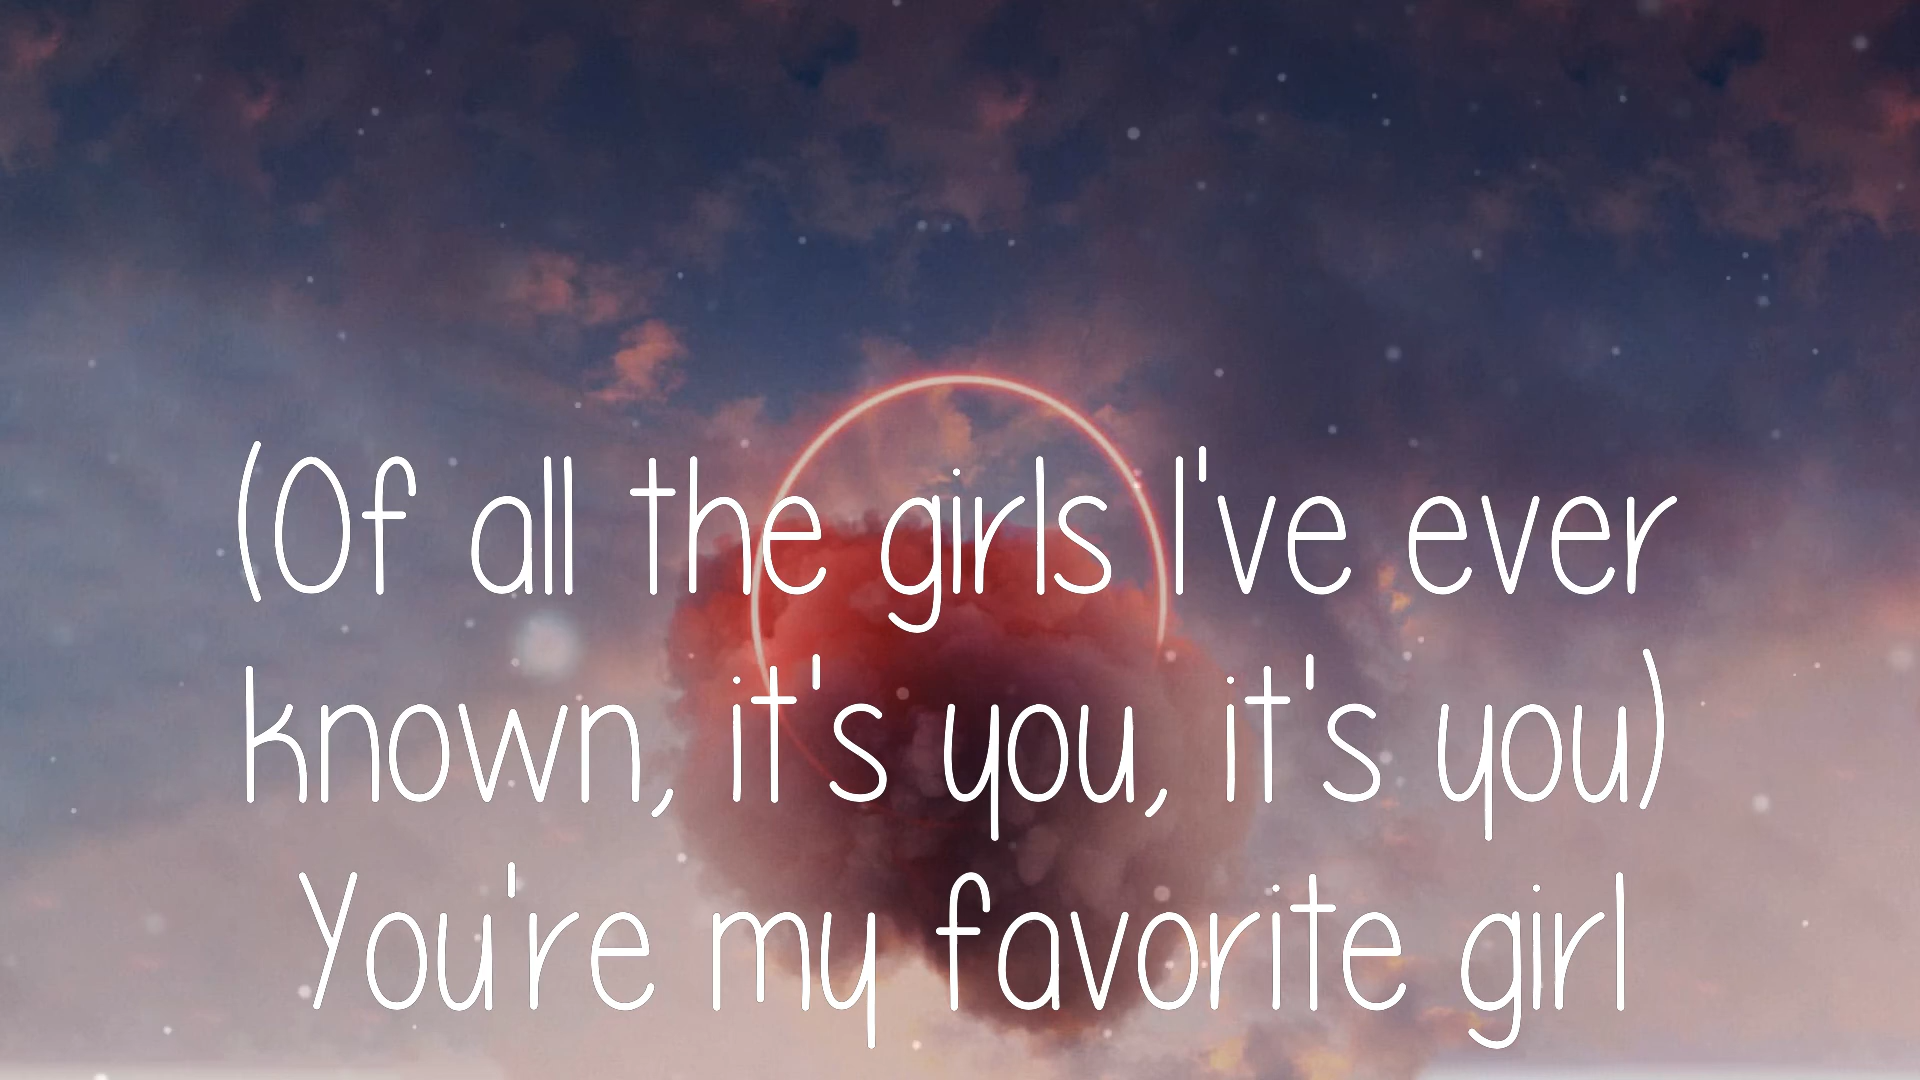 (Of all the girls I've ever
known, it's you, it's you)
You're my favorite girl